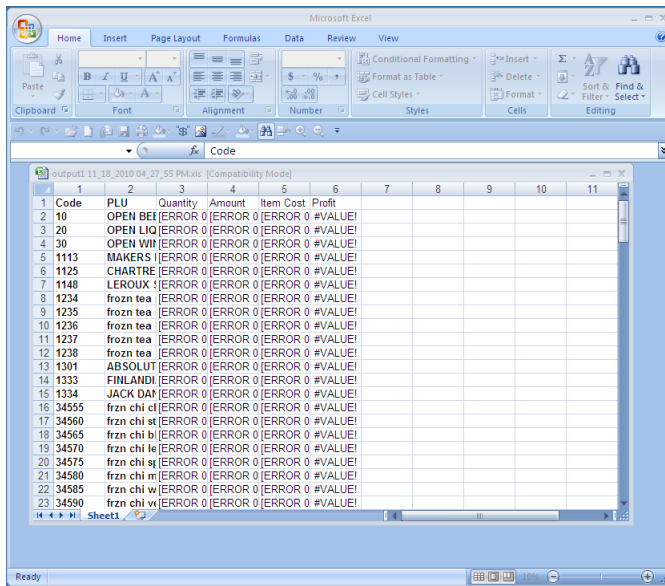 Microsoft Excel
Home Insert Page Layout Formulas Data Review View
Paste
B I U A A
$ % ,
Conditional Formatting
Format as Table
Cell Styles
Insert
Delete
Format
Σ
Sort & Filter
Find & Select
Clipboard Font Alignment Number Styles Cells Editing
fx Code
output1 11_18_2010 04_27_55 PM.xls [Compatibility Mode]
1 2 3 4 5 6 7 8 9 10 11
1 Code PLU Quantity Amount Item Cost Profit
2 10 OPEN BEE [ERROR 0 [ERROR 0 [ERROR 0 #VALUE!
3 20 OPEN LIQ [ERROR 0 [ERROR 0 [ERROR 0 #VALUE!
4 30 OPEN WIN [ERROR 0 [ERROR 0 [ERROR 0 #VALUE!
5 1113 MAKERS [ERROR 0 [ERROR 0 [ERROR 0 #VALUE!
6 1125 CHARTRE [ERROR 0 [ERROR 0 [ERROR 0 #VALUE!
7 1148 LEROUX [ERROR 0 [ERROR 0 [ERROR 0 #VALUE!
8 1234 frozn tea [ERROR 0 [ERROR 0 [ERROR 0 #VALUE!
9 1235 frozn tea [ERROR 0 [ERROR 0 [ERROR 0 #VALUE!
10 1236 frozn tea [ERROR 0 [ERROR 0 [ERROR 0 #VALUE!
11 1237 frozn tea [ERROR 0 [ERROR 0 [ERROR 0 #VALUE!
12 1238 frozn tea [ERROR 0 [ERROR 0 [ERROR 0 #VALUE!
13 1301 ABSOLUT [ERROR 0 [ERROR 0 [ERROR 0 #VALUE!
14 1333 FINLANDI [ERROR 0 [ERROR 0 [ERROR 0 #VALUE!
15 1334 JACK DAN [ERROR 0 [ERROR 0 [ERROR 0 #VALUE!
16 34555 frzn chi cl [ERROR 0 [ERROR 0 [ERROR 0 #VALUE!
17 34560 frzn chi st [ERROR 0 [ERROR 0 [ERROR 0 #VALUE!
18 34565 frzn chi bl [ERROR 0 [ERROR 0 [ERROR 0 #VALUE!
19 34570 frzn chi le [ERROR 0 [ERROR 0 [ERROR 0 #VALUE!
20 34575 frzn chi sp [ERROR 0 [ERROR 0 [ERROR 0 #VALUE!
21 34580 frzn chi m [ERROR 0 [ERROR 0 [ERROR 0 #VALUE!
22 34585 frzn chi w [ERROR 0 [ERROR 0 [ERROR 0 #VALUE!
23 34590 frzn chi ve [ERROR 0 [ERROR 0 [ERROR 0 #VALUE!
Sheet1
Ready